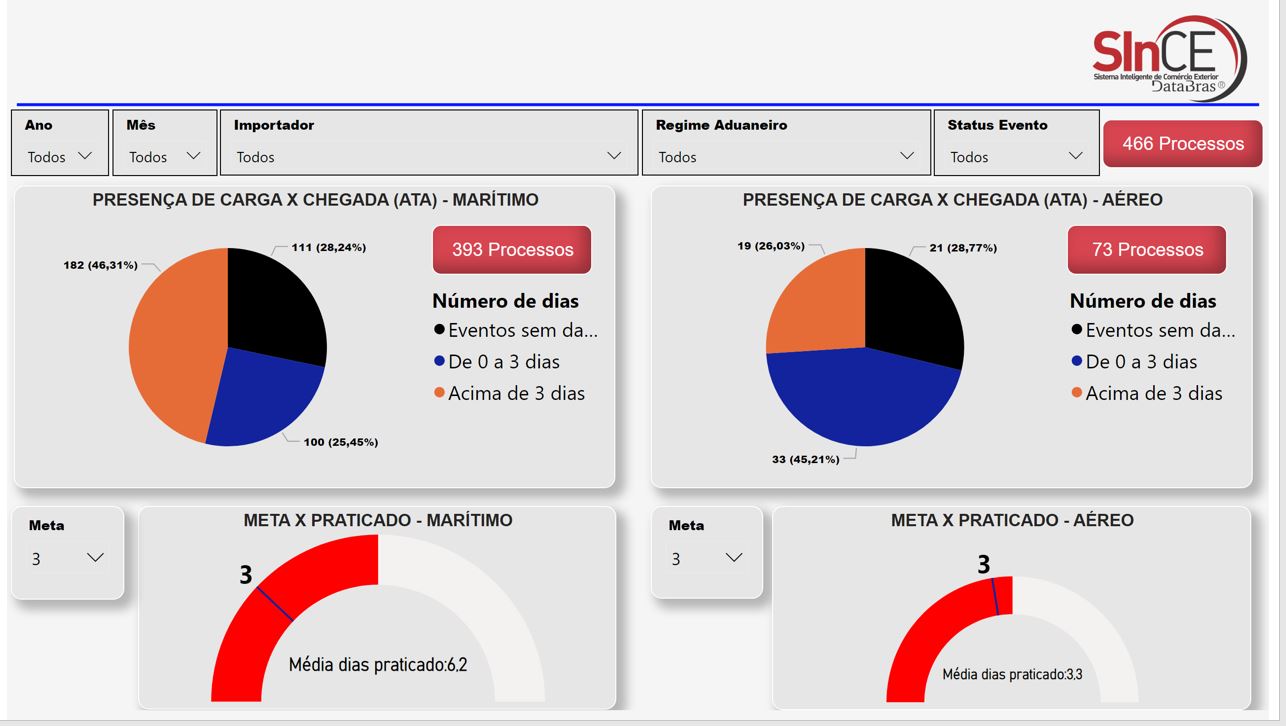 SInCE
Sistema Inteligente de Comércio Exterior
DataBras®
Ano
Todos
Mês
Todos
Importador
Todos
Regime Aduaneiro
Todos
Status Evento
Todos
466 Processos
PRESENÇA DE CARGA X CHEGADA (ATA) - MARÍTIMO
111 (28,24%)
182 (46,31%)
100 (25,45%)
393 Processos
Número de dias
Eventos sem da...
De 0 a 3 dias
Acima de 3 dias
PRESENÇA DE CARGA X CHEGADA (ATA) - AÉREO
19 (26,03%)
21 (28,77%)
33 (45,21%)
73 Processos
Número de dias
Eventos sem da...
De 0 a 3 dias
Acima de 3 dias
Meta
3
META X PRATICADO - MARÍTIMO
3
Média dias praticado:6,2
Meta
3
META X PRATICADO - AÉREO
3
Média dias praticado:3,3